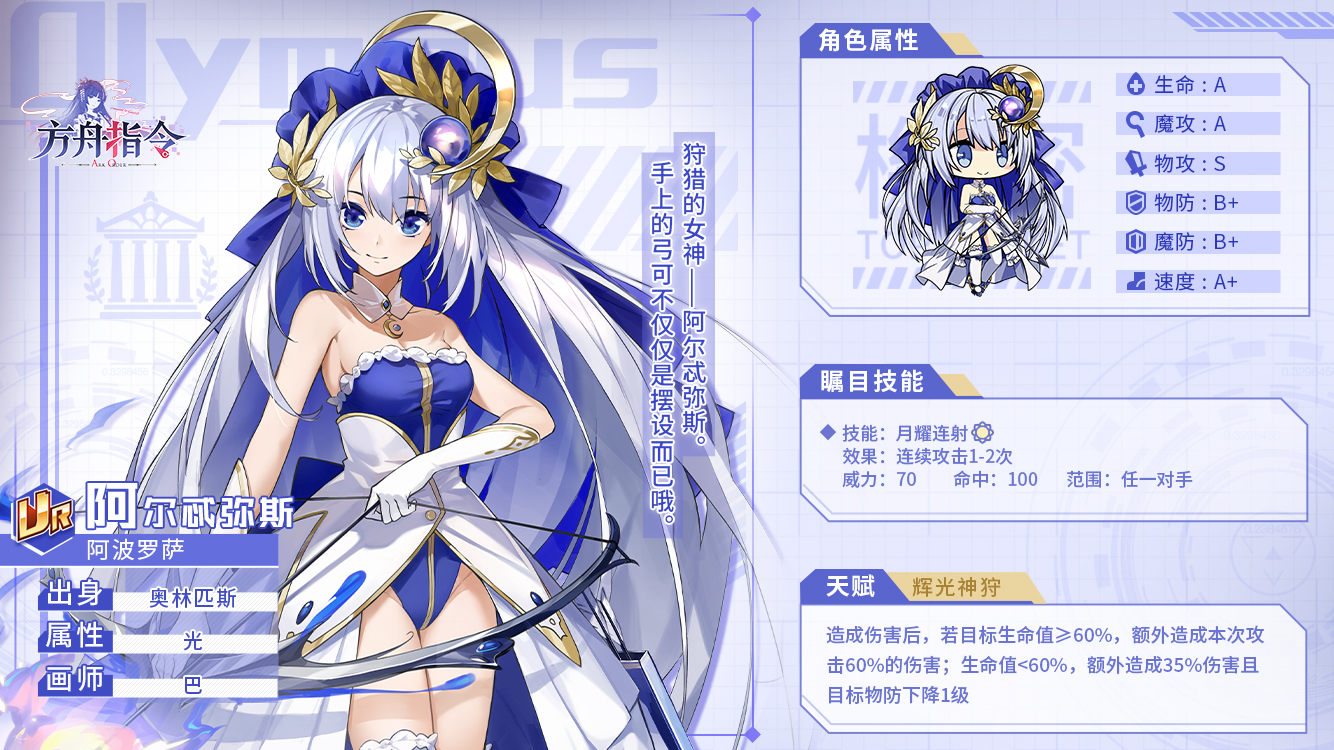 Olympus
方舟指令
ARK ORDER
狩猎的女神——阿尔忒弥斯。
手上的弓可不仅仅是摆设而已哦。
UR
阿尔忒弥斯
阿波罗萨
出身 奥林匹斯
属性 光
画师 巴
角色属性
生命：A
魔攻：A
物攻：S
物防：B+
魔防：B+
速度：A+
瞩目技能
技能：月耀连射
效果：连续攻击1-2次
威力：70 命中：100 范围：任一对手
天赋 辉光神狩
造成伤害后，若目标生命值≥60%，额外造成本次攻
击60%的伤害；生命值<60%，额外造成35%伤害且
目标物防下降1级